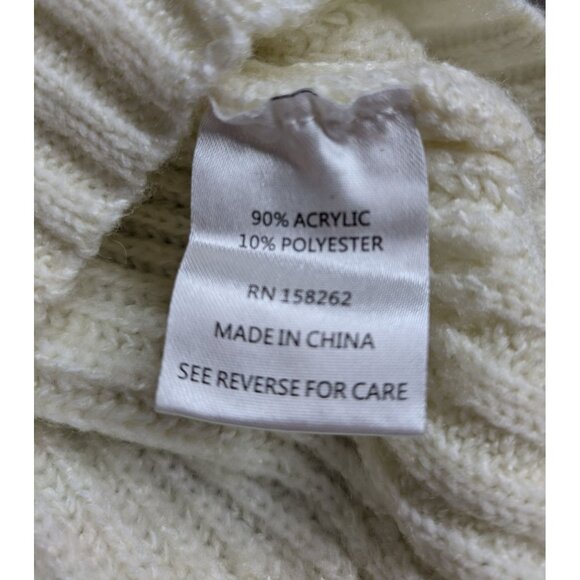 90% ACRYLIC
10% POLYESTER
RN 158262
MADE IN CHINA
SEE REVERSE FOR CARE